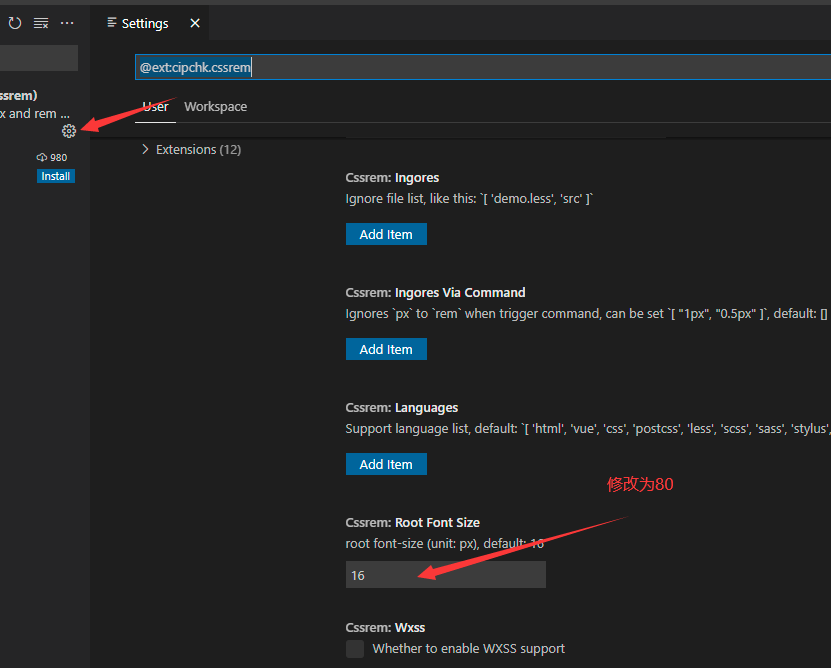 Settings
@ext:cipchk.cssrem
ssrem)
x and rem ...
980
Install
User
Workspace
Extensions (12)
Cssrem: Ingores
Ignore file list, like this: `[ 'demo.less', 'src' ]`
Add Item
Cssrem: Ingores Via Command
Ignores `px` to `rem` when trigger command, can be set `[ "1px", "0.5px" ]`, default: []
Add Item
Cssrem: Languages
Support language list, default: `[ 'html', 'vue', 'css', 'postcss', 'less', 'scss', 'sass', 'stylus',
Add Item
修改为80
Cssrem: Root Font Size
root font-size (unit: px), default: 16
16
Cssrem: Wxss
Whether to enable WXSS support